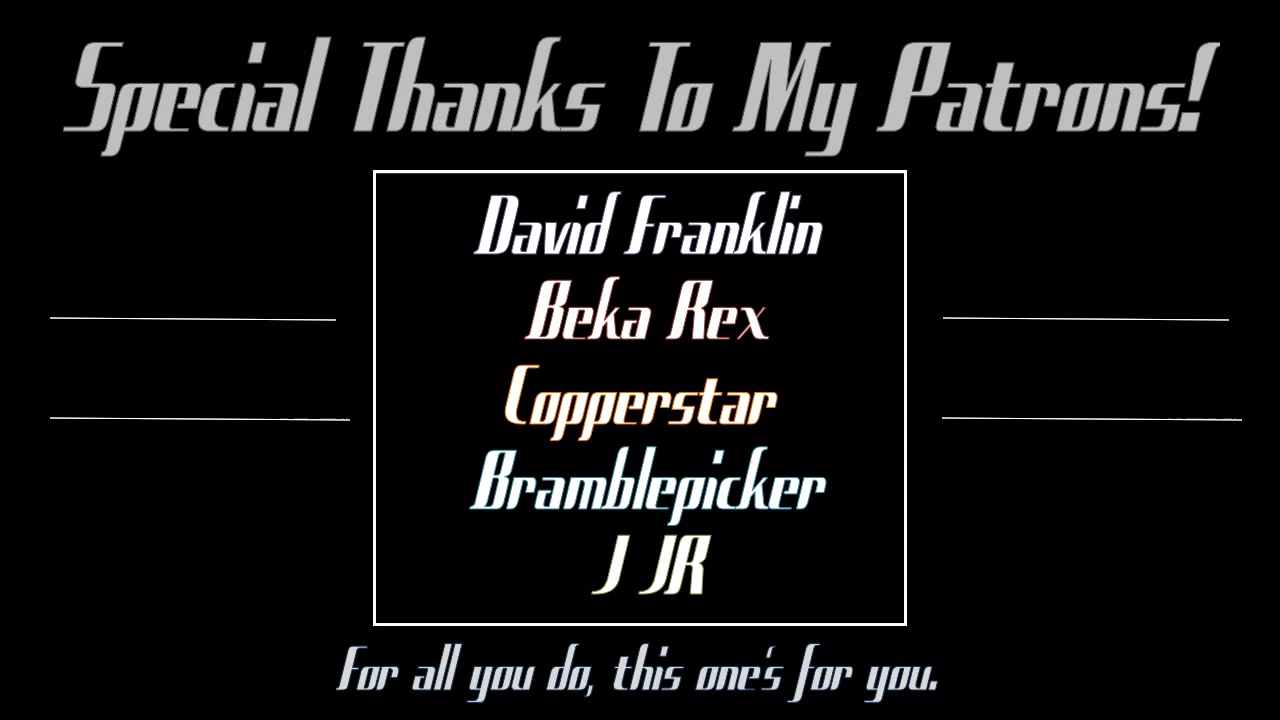 Special Thanks To My Patrons!
David Franklin
Beka Rex
Copperstar
Bramblepicker
J JR
For all you do, this one's for you.